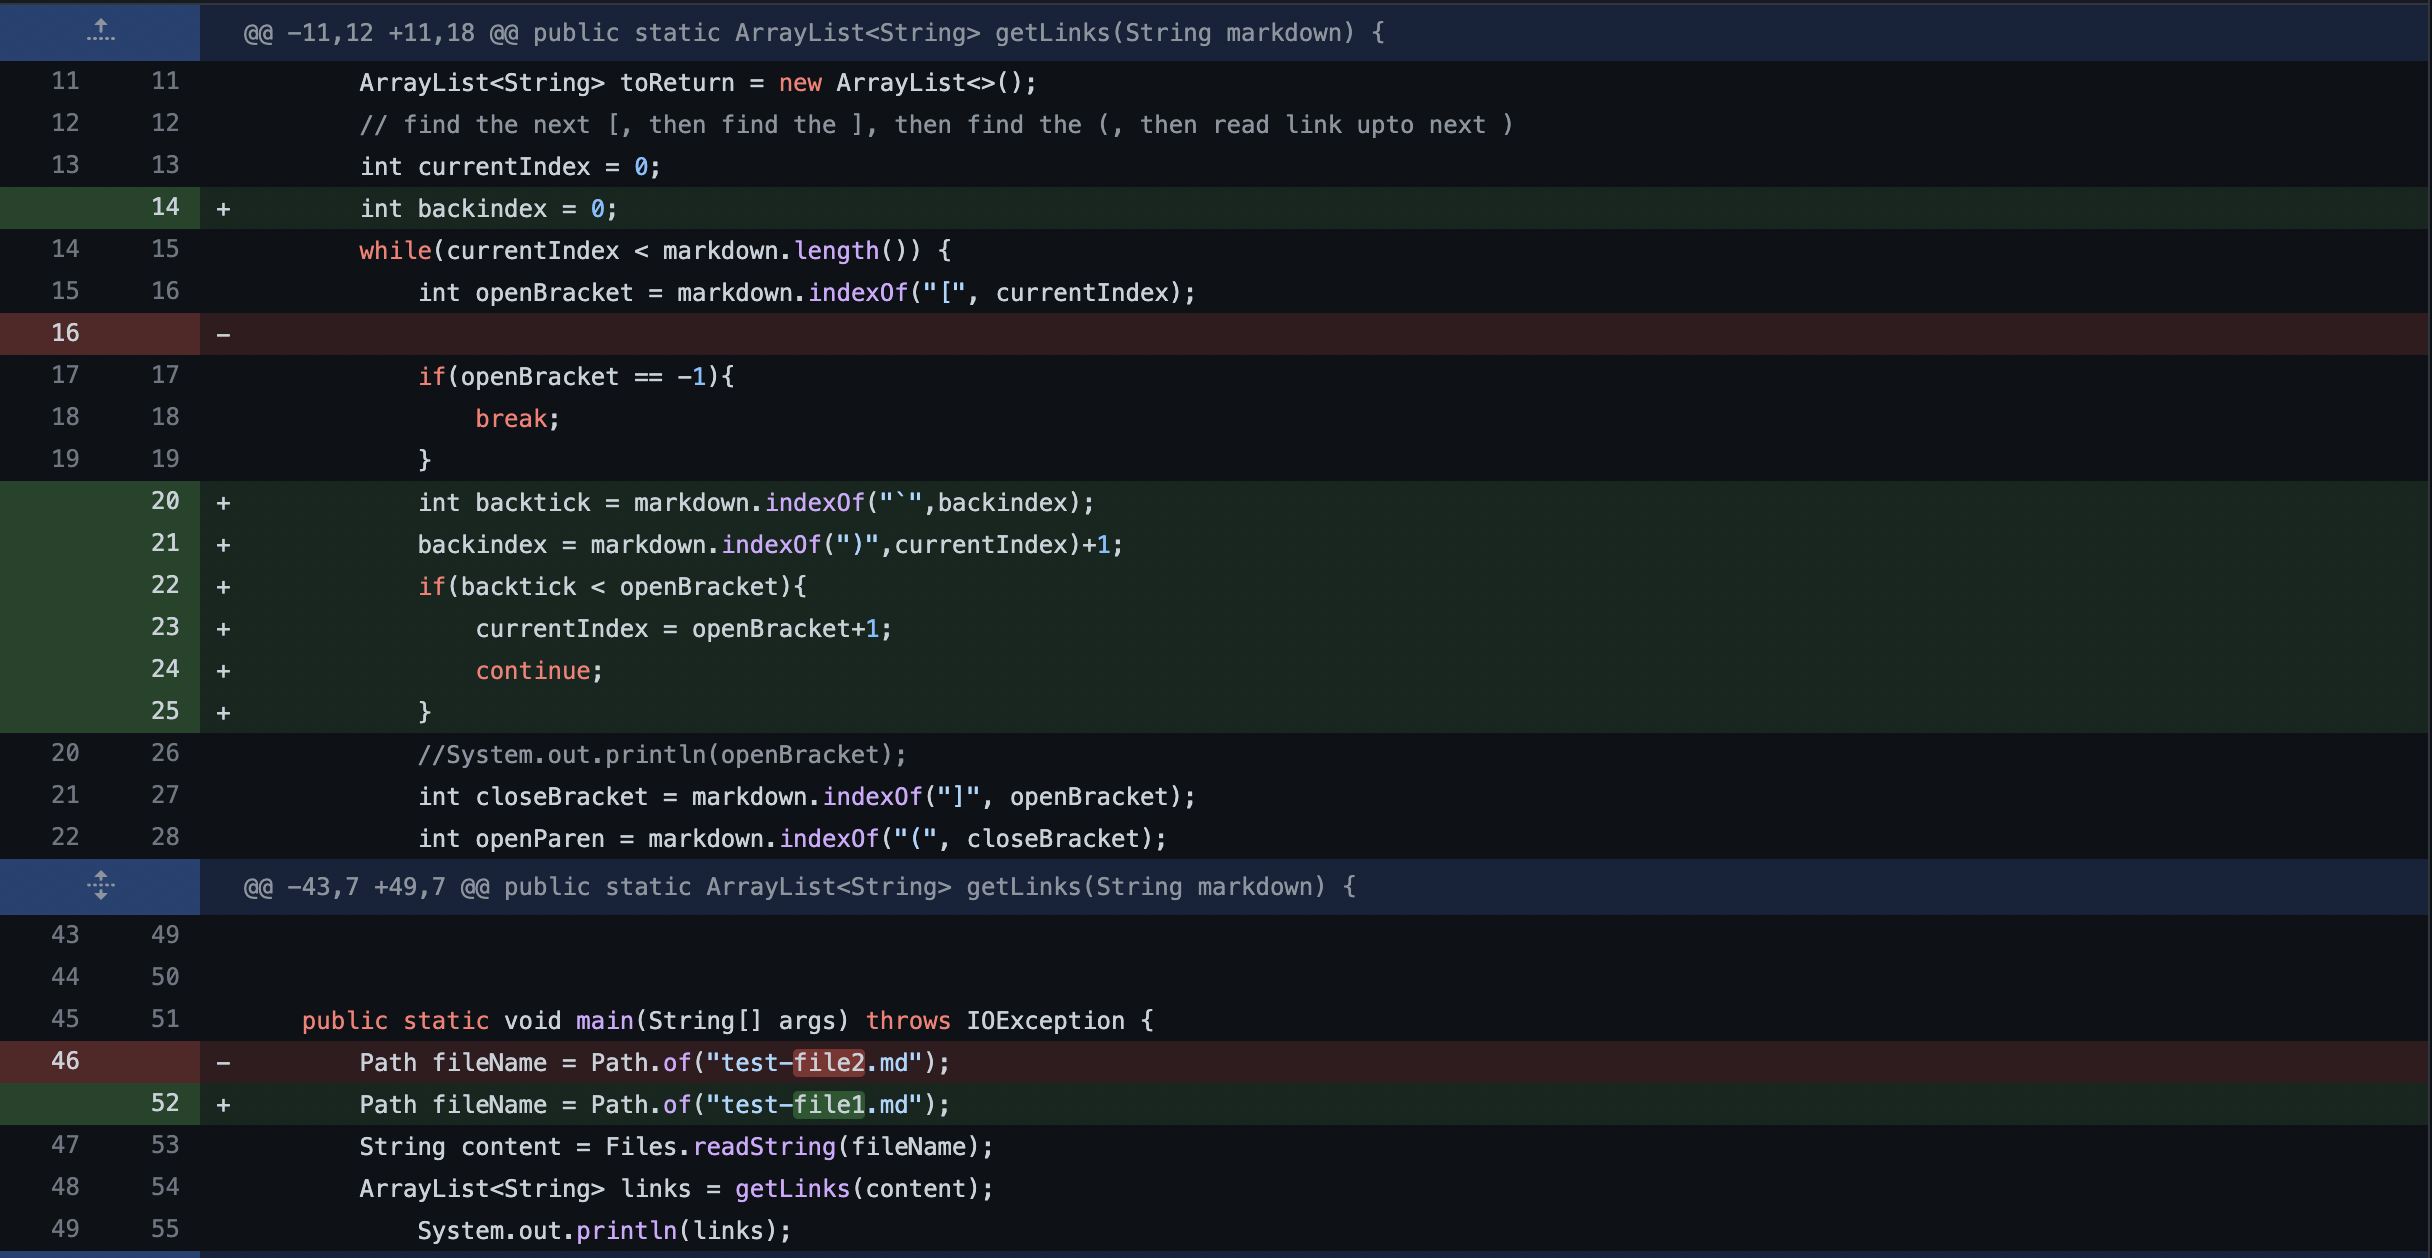 @@ -11,12 +11,18 @@ public static ArrayList<String> getLinks(String markdown) {
11 11 ArrayList<String> toReturn = new ArrayList<>();
12 12 // find the next [, then find the ], then find the (, then read link upto next )
13 13 int currentIndex = 0;
14 + int backindex = 0;
14 15 while(currentIndex < markdown.length()) {
15 16 int openBracket = markdown.indexOf("[", currentIndex);
16 -
17 17 if(openBracket == -1){
18 18 break;
19 19 }
20 + int backtick = markdown.indexOf("`",backindex);
21 + backindex = markdown.indexOf(")",currentIndex)+1;
22 + if(backtick < openBracket){
23 + currentIndex = openBracket+1;
24 + continue;
25 + }
20 26 //System.out.println(openBracket);
21 27 int closeBracket = markdown.indexOf("]", openBracket);
22 28 int openParen = markdown.indexOf("(", closeBracket);
@@ -43,7 +49,7 @@ public static ArrayList<String> getLinks(String markdown) {
43 49
44 50
45 51 public static void main(String[] args) throws IOException {
46 - Path fileName = Path.of("test-file2.md");
52 + Path fileName = Path.of("test-file1.md");
47 53 String content = Files.readString(fileName);
48 54 ArrayList<String> links = getLinks(content);
49 55 System.out.println(links);